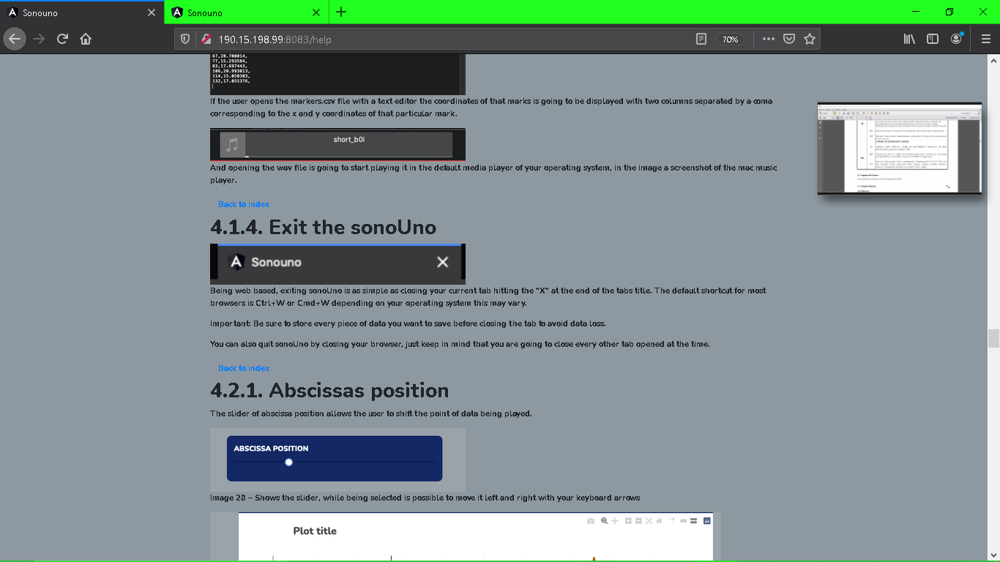 Sonouno
Sonouno
190.15.198.99:8083/help
70%
67,28.700014,
77,15.293584,
83,17.697443,
106,20.993013,
114,15.050303,
132,17.055376,
If the user opens the markers.csv file with a text editor the coordinates of that marks is going to be displayed with two columns separated by a coma
corresponding to the x and y coordinates of that particular mark.
short_b0i
And opening the wav file is going to start playing it in the default media player of your operating system, in the image a screenshot of the mac music
player.
Back to index
4.1.4. Exit the sonoUno
Sonouno
Being web based, exiting sonoUno is as simple as closing your current tab hitting the "X" at the end of the tabs title. The default shortcut for most
browsers is Ctrl+W or Cmd+W depending on your operating system this may vary.
Important: Be sure to store every piece of data you want to save before closing the tab to avoid data loss.
You can also quit sonoUno by closing your browser, just keep in mind that you are going to close every other tab opened at the time.
Back to index
4.2.1. Abscissas position
The slider of abscissa position allows the user to shift the point of data being played.
ABSCISSA POSITION
Image 28 – Shows the slider, while being selected is possible to move it left and right with your keyboard arrows
Plot title